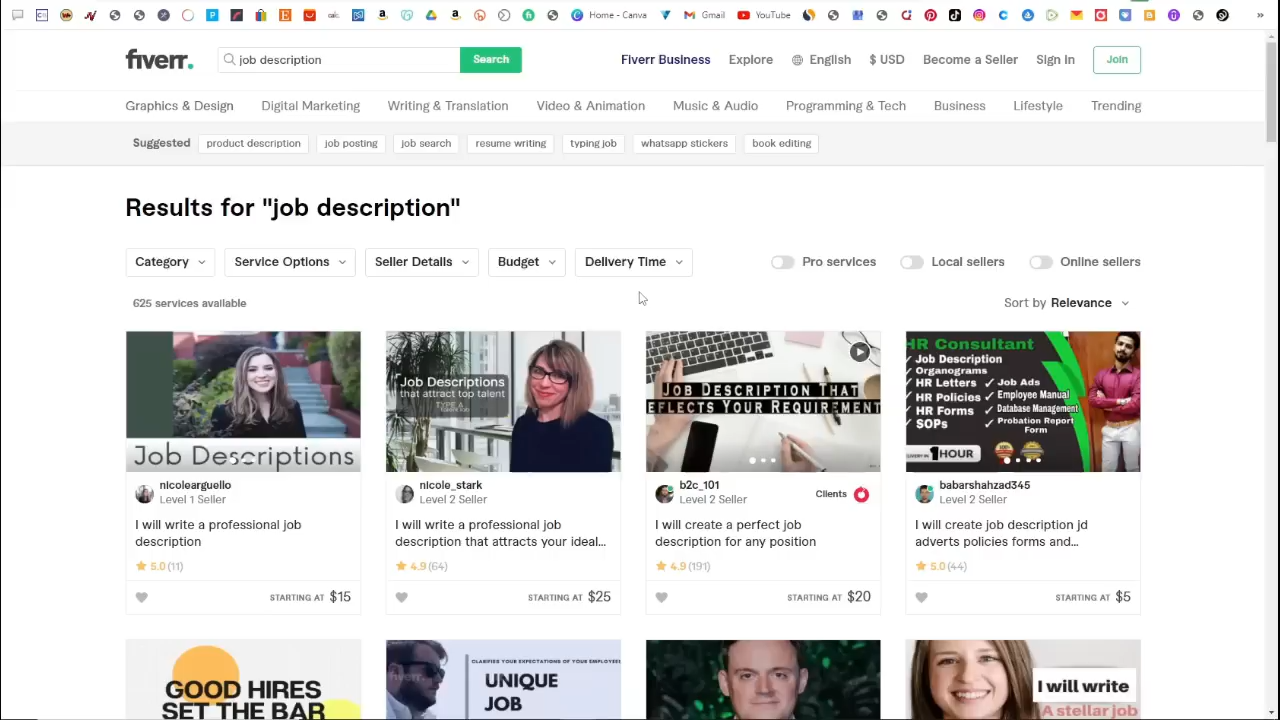 Home - Canva
Gmail
YouTube
»
fiverr.
job description
Search
Fiverr Business
Explore
English
$ USD
Become a Seller
Sign In
Join
Graphics & Design
Digital Marketing
Writing & Translation
Video & Animation
Music & Audio
Programming & Tech
Business
Lifestyle
Trending
Suggested
product description
job posting
job search
resume writing
typing job
whatsapp stickers
book editing
Results for "job description"
Category
Service Options
Seller Details
Budget
Delivery Time
Pro services
Local sellers
Online sellers
625 services available
Sort by Relevance
Job Descriptions
nicolearguello
Level 1 Seller
I will write a professional job
description
5.0 (11)
STARTING AT $15
Job Descriptions
that attract top talent
nicole_stark
Level 2 Seller
I will write a professional job
description that attracts your ideal...
4.9 (64)
STARTING AT $25
JOB DESCRIPTION THAT
EFLECTS YOUR REQUIREMENT
b2c_101
Level 2 Seller
Clients
I will create a perfect job
description for any position
4.9 (191)
STARTING AT $20
HR Consultant
Job Description
Organograms
HR Letters
HR Policies
HR Forms
SOPs
Job Ads
Employee Manual
Database Management
Probation Report
Form
1 HOUR
babarshahzad345
Level 2 Seller
I will create job description jd
adverts policies forms and...
5.0 (44)
STARTING AT $5
GOOD HIRES
SET THE BAR
CLARIFIES YOUR EXPECTATIONS OF YOUR EMPLOYEE
UNIQUE
JOB
I will write
A stellar job